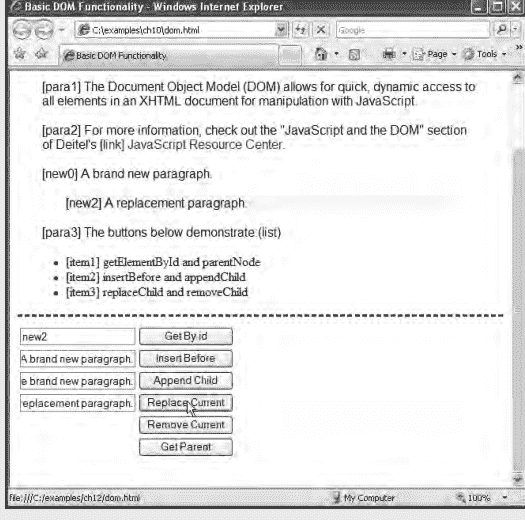 Basic DOM Functionality - Windows Internet Explorer
C:\examples\ch10\dom.html
Google
Basic DOM Functionality
Page
Tools
»
[para1] The Document Object Model (DOM) allows for quick, dynamic access to
all elements in an XHTML document for manipulation with JavaScript.
[para2] For more information, check out the "JavaScript and the DOM" section
of Deitel's [link] JavaScript Resource Center.
[new0] A brand new paragraph.
[new2] A replacement paragraph.
[para3] The buttons below demonstrate (list)
• [item1] getElementById and parentNode
• [item2] insertBefore and appendChild
• [item3] replaceChild and removeChild
new2 Get By id
A brand new paragraph. Insert Before
e brand new paragraph. Append Child
eplacement paragraph. Replace Current
Remove Current
Get Parent
file:///C:/examples/ch12/dom.html My Computer 100%